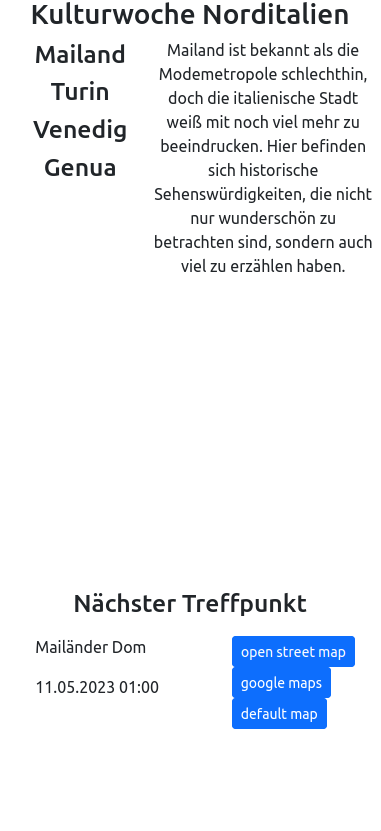 Kulturwoche Norditalien
Mailand
Turin
Venedig
Genua
Mailand ist bekannt als die
Modemetropole schlechthin,
doch die italienische Stadt
weiß mit noch viel mehr zu
beeindrucken. Hier befinden
sich historische
Sehenswürdigkeiten, die nicht
nur wunderschön zu
betrachten sind, sondern auch
viel zu erzählen haben.
Nächster Treffpunkt
Mailänder Dom
11.05.2023 01:00
open street map
google maps
default map